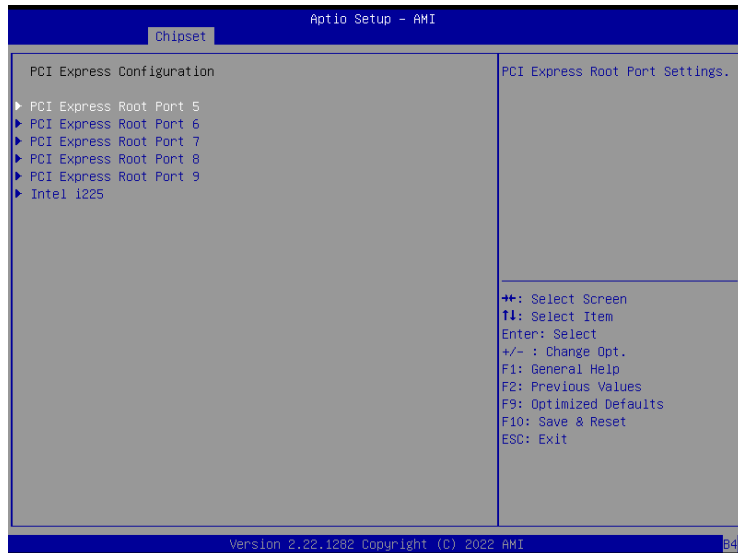 Aptio Setup - AMI
Chipset
PCI Express Configuration
PCI Express Root Port 5
PCI Express Root Port 6
PCI Express Root Port 7
PCI Express Root Port 8
PCI Express Root Port 9
Intel i225
PCI Express Root Port Settings.
→←: Select Screen
↑↓: Select Item
Enter: Select
+/- : Change Opt.
F1: General Help
F2: Previous Values
F9: Optimized Defaults
F10: Save & Reset
ESC: Exit
Version 2.22.1282 Copyright (C) 2022 AMI
B4